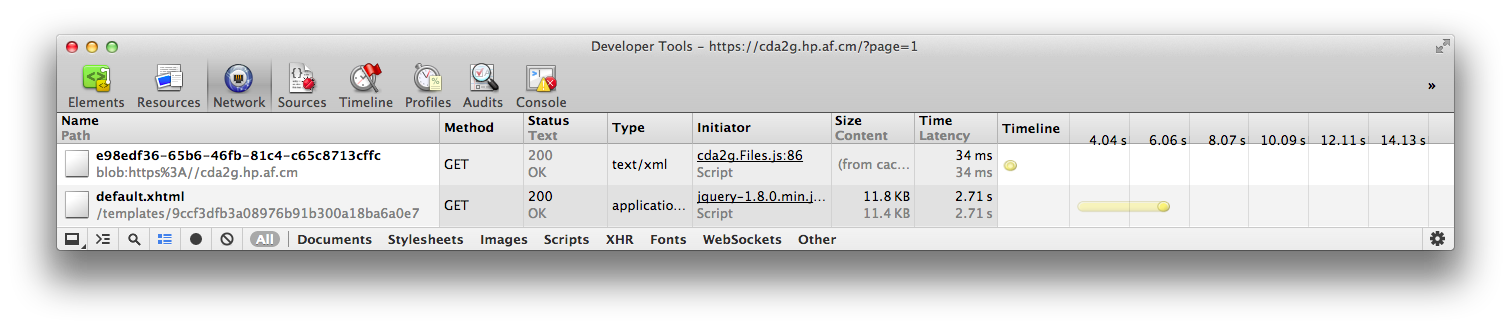 Developer Tools – https://cda2g.hp.af.cm/?page=1
Elements Resources Network Sources Timeline Profiles Audits Console »
Name Path Method Status Text Type Initiator Size Content Time Latency Timeline 4.04 s 6.06 s 8.07 s 10.09 s 12.11 s 14.13 s
e98edf36-65b6-46fb-81c4-c65c8713cffc 200 cda2g.Files.js:86 34 ms
blob:https%3A//cda2g.hp.af.cm GET OK text/xml Script (from cac... 34 ms
default.xhtml 200 jquery-1.8.0.min.j... 11.8 KB 2.71 s
/templates/9ccf3dfb3a08976b91b300a18ba6a0e7 GET OK applicatio... Script 11.4 KB 2.71 s
All Documents Stylesheets Images Scripts XHR Fonts WebSockets Other